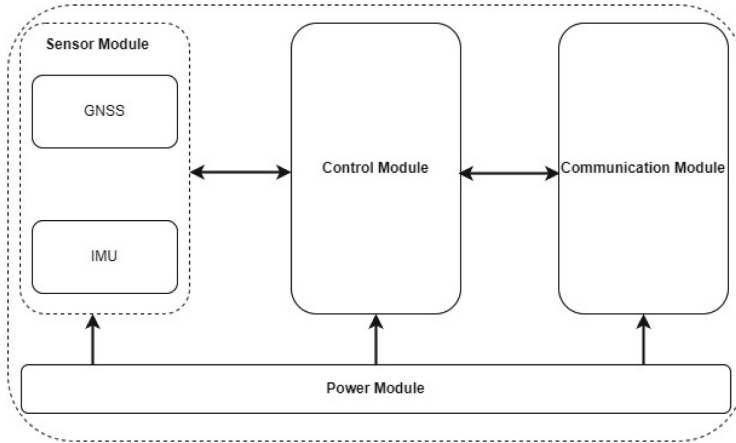 Sensor Module
GNSS
IMU
Control Module
Communication Module
Power Module